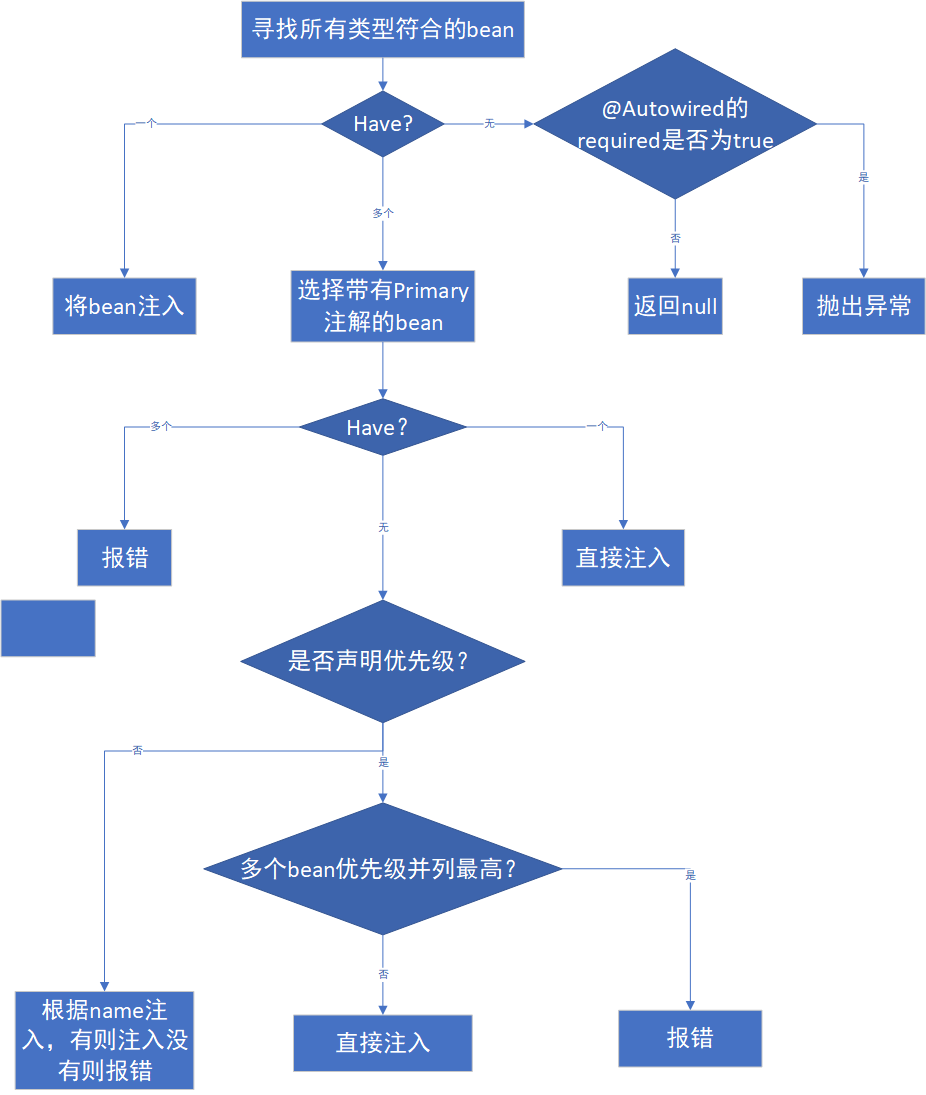 寻找所有类型符合的bean
@Autowired的
required是否为true
Have?
一个
无
是
多个
否
将bean注入
选择带有Primary
注解的bean
返回null
抛出异常
Have？
多个
一个
无
报错
直接注入
是否声明优先级？
否
是
多个bean优先级并列最高？
是
否
根据name注
入，有则注入没
有则报错
直接注入
报错